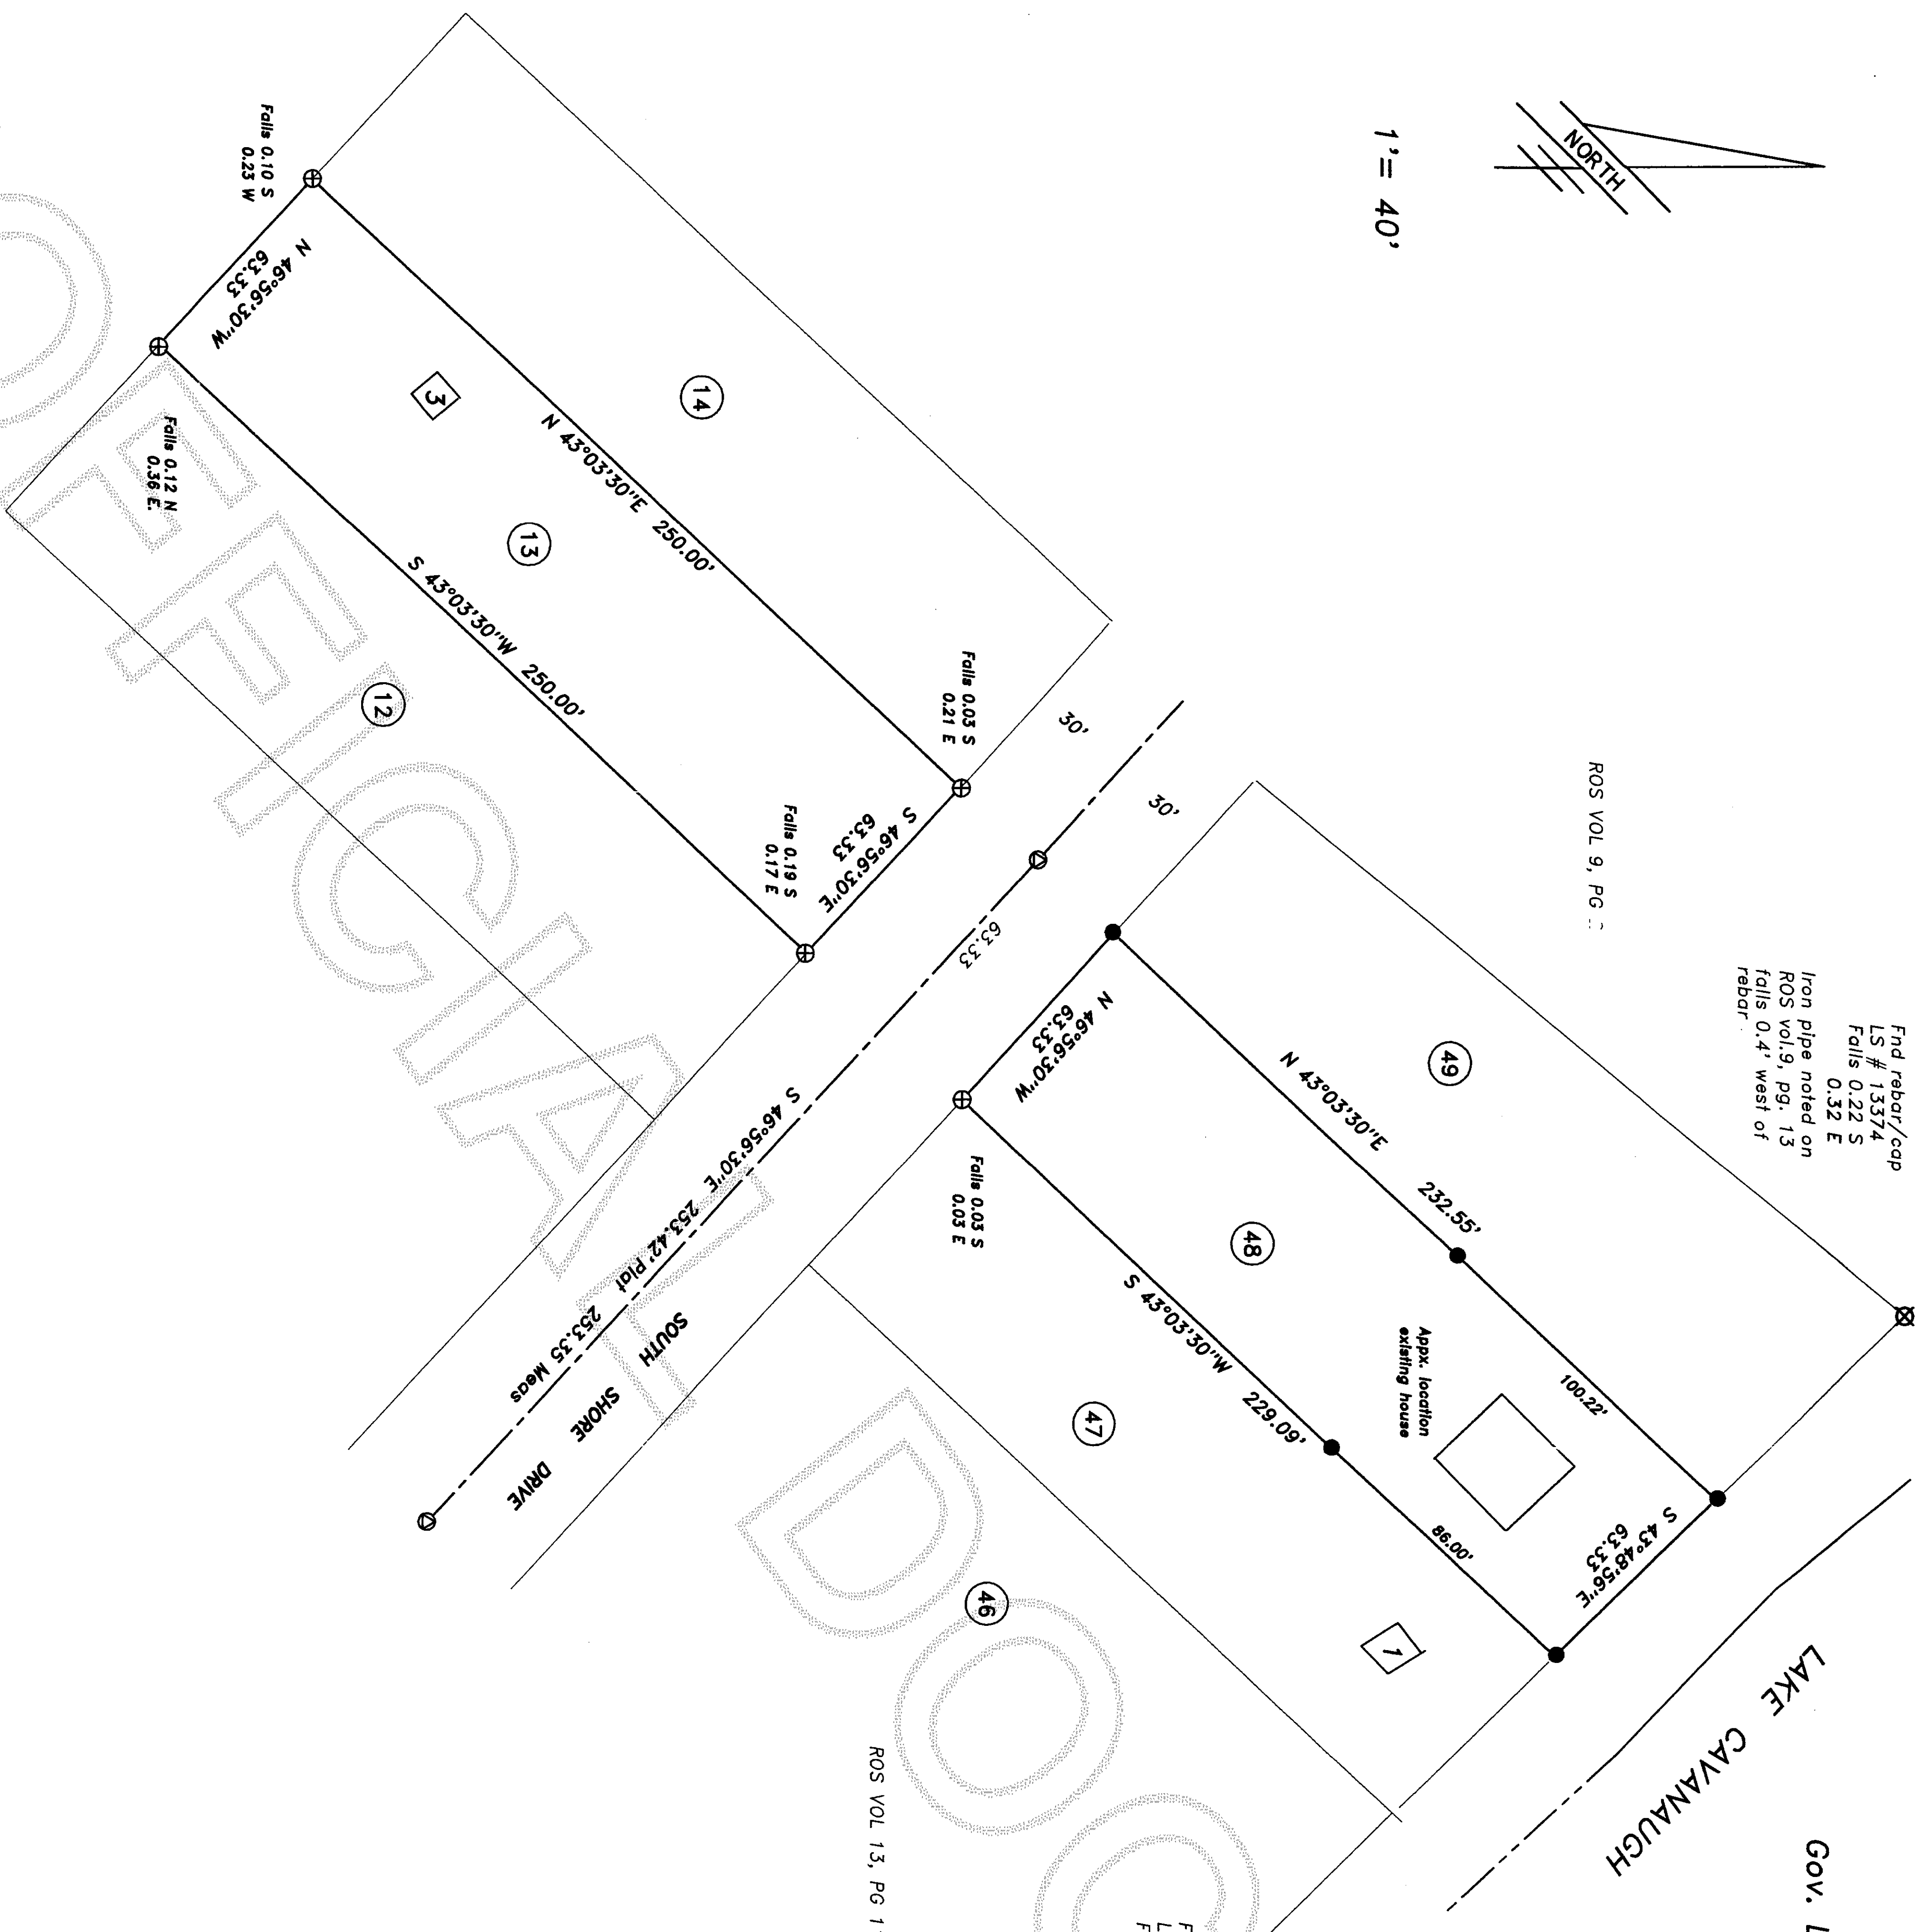 NORTH
1'= 40'
ROS VOL 9, PG
Fnd rebar/cap
LS # 13374
Falls 0.22 S
0.32 E
Iron pipe noted on
ROS vol.9, pg. 13
falls 0.4' west of
rebar
Gov.
LAKE CAVANAUGH
49
N 43°03'30"E 232.55'
100.22'
S 43°48'56"E
63.33
Appx. location
existing house
48
N 46°56'30"W
63.33
S 43°03'30"W 229.09'
86.00'
Falls 0.03 S
0.03 E
47
1
46
30'
30'
63.33
S 46°56'30"E 253.42' Plat 253.35 Meas
SOUTH SHORE DRIVE
14
N 43°03'30"E 250.00'
Falls 0.03 S
0.21 E
S 46°56'30"E
63.33
Falls 0.19 S
0.17 E
3
13
S 43°03'30"W 250.00'
N 46°56'30"W
63.33
Falls 0.10 S
0.23 W
Falls 0.12 N
0.36 E.
12
ROS VOL 13, PG 1
OFFICIAL DOC